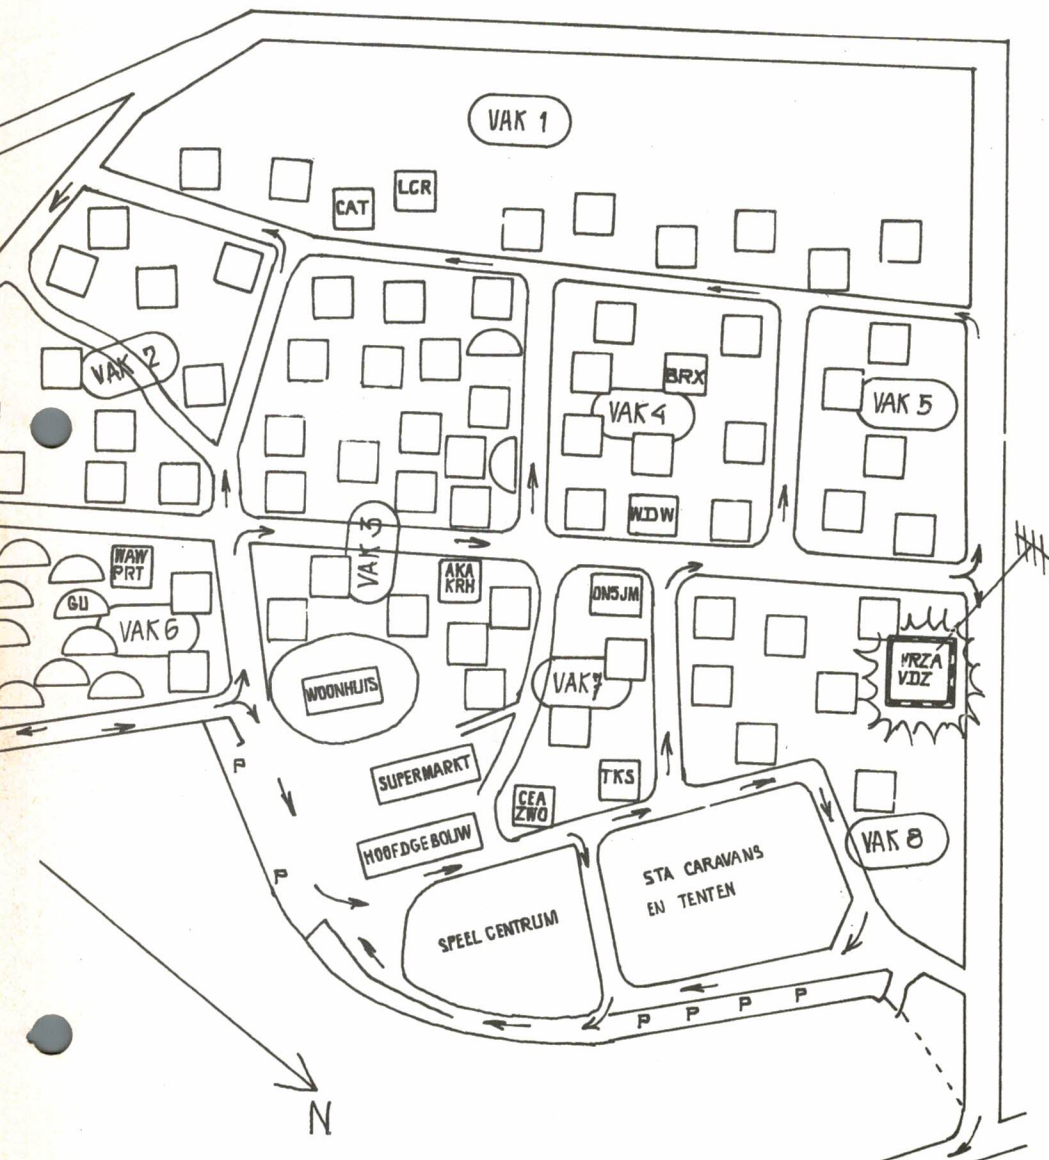 VAK 1
LCR
CAT
VAK 2
BRX
VAK 4
VAK 5
WDW
VAK 3
WAW
PRT
AKA
KRH
ON5JM
GU
VAK 6
VRZA
VDZ
WOONHUIS
VAK 7
SUPERMARKT
TKS
P
CEA
ZWO
HOOFDGEBOUW
VAK 8
STA CARAVANS
EN TENTEN
P
SPEEL CENTRUM
P P P P
N